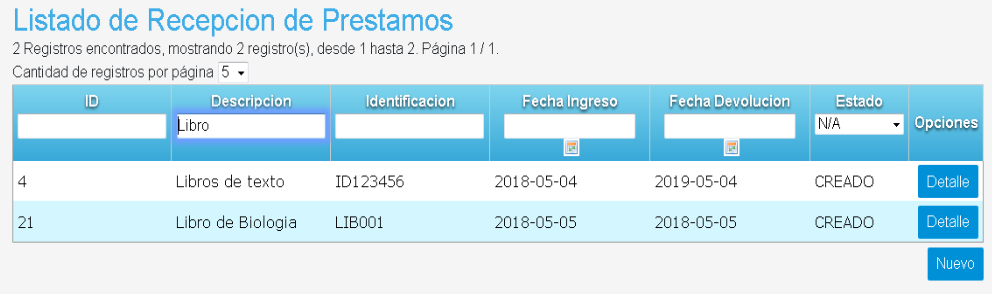 Listado de Recepcion de Prestamos
2 Registros encontrados, mostrando 2 registro(s), desde 1 hasta 2. Página 1 / 1.
Cantidad de registros por página 5
ID Descripcion Identificacion Fecha Ingreso Fecha Devolucion Estado Opciones
Libro N/A
4 Libros de texto ID123456 2018-05-04 2019-05-04 CREADO Detalle
21 Libro de Biologia LIB001 2018-05-05 2018-05-05 CREADO Detalle
Nuevo